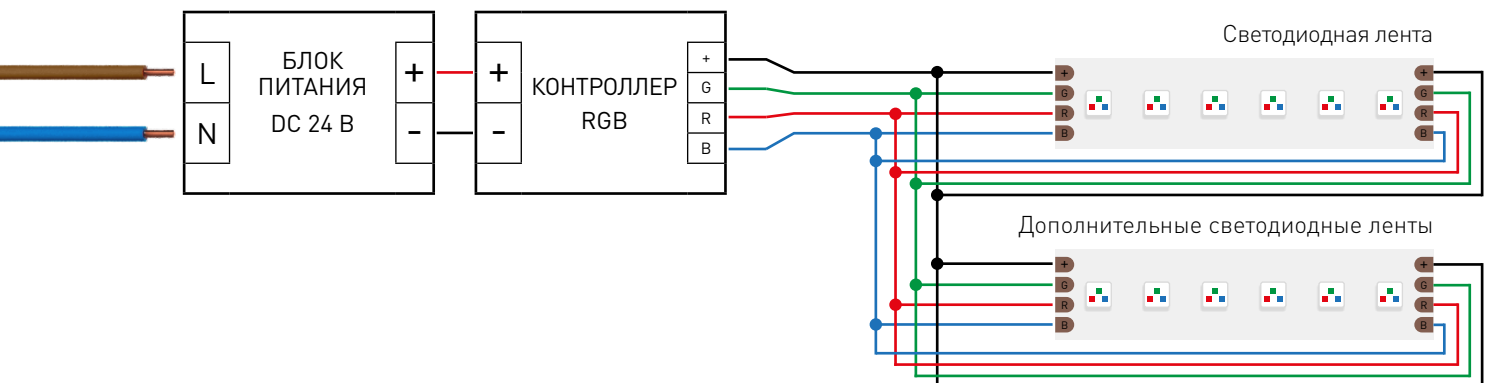 L
N
БЛОК
ПИТАНИЯ
DC 24 В
+
-
+
-
КОНТРОЛЛЕР
RGB
+
G
R
B
Светодиодная лента
+
G
R
B
+
G
R
B
Дополнительные светодиодные ленты
+
G
R
B
+
G
R
B